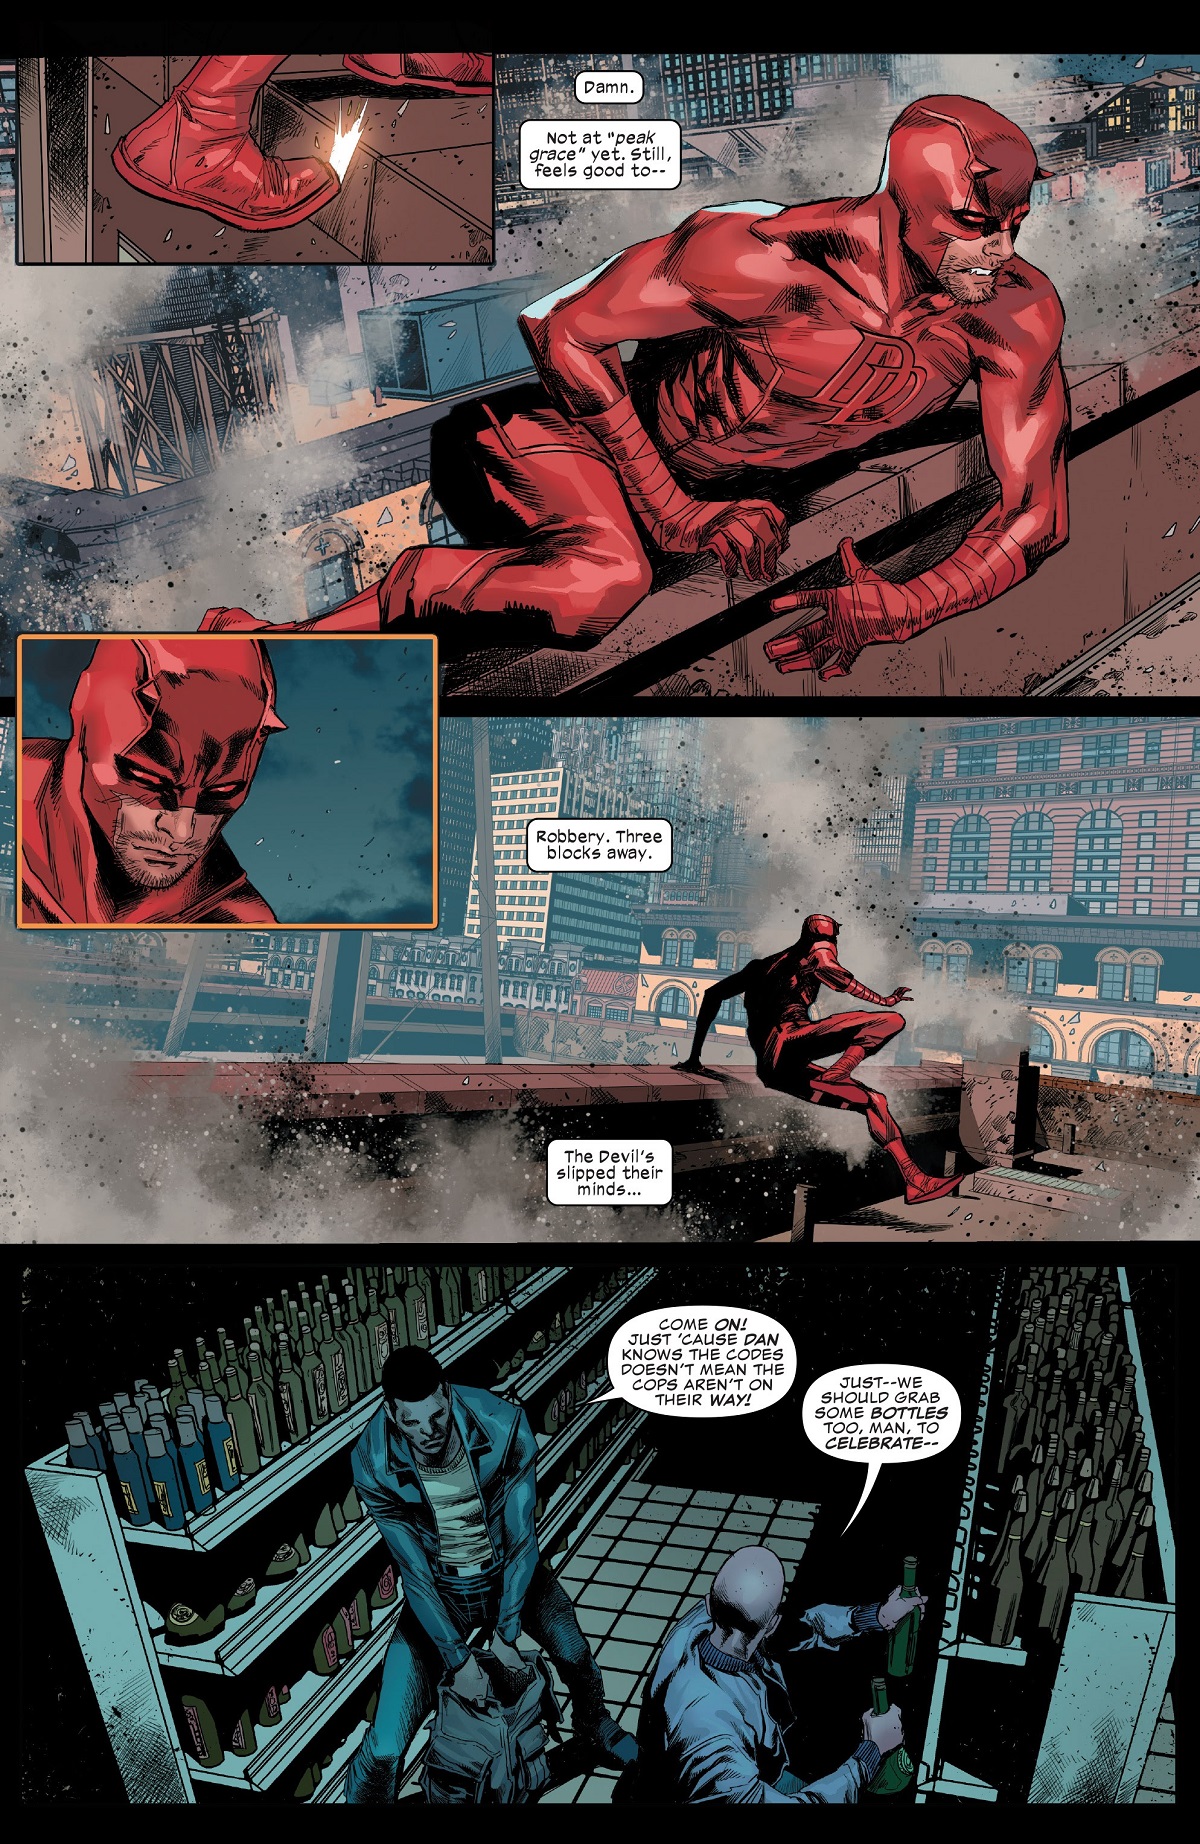 Damn.
Not at "peak
grace" yet. Still,
feels good to--
DD
Robbery. Three
blocks away.
The Devil's
slipped their
minds...
COME ON!
JUST 'CAUSE DAN
KNOWS THE CODES
DOESN'T MEAN THE
COPS AREN'T ON
THEIR WAY!
JUST--WE
SHOULD GRAB
SOME BOTTLES
TOO, MAN, TO
CELEBRATE--